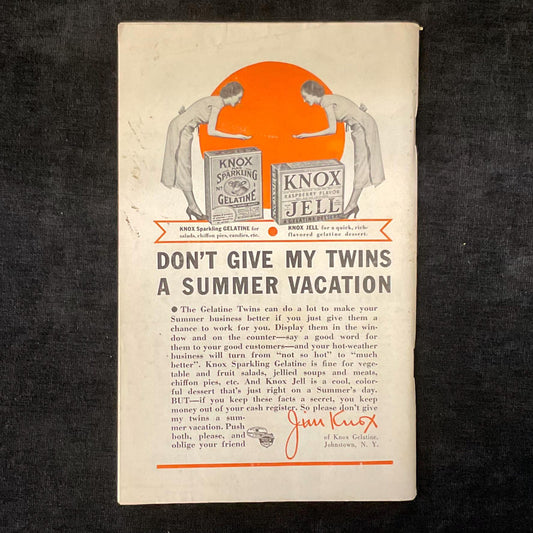 KNOX
SPARKLING
GELATINE
KNOX
RASPBERRY FLAVOR
JELL
A GELATINE DESSERT
KNOX Sparkling GELATINE for
salads, chiffon pies, candies, etc.
KNOX JELL for a quick, rich
flavored gelatine dessert.
DON'T GIVE MY TWINS
A SUMMER VACATION
● The Gelatine Twins can do a lot to make your
Summer business better if you just give them a
chance to work for you. Display them in the win-
dow and on the counter—say a good word for
them to your good customers—and your hot-weather
business will turn from "not so hot" to "much
better". Knox Sparkling Gelatine is fine for vege-
table and fruit salads, jellied soups and meats,
chiffon pies, etc. And Knox Jell is a cool, color-
ful dessert that's just right on a Summer's day.
BUT—if you keep these facts a secret, you keep
money out of your cash register. So please don't give
my twins a sum-
mer vacation. Push
both, please, and
oblige your friend
Jim Knox
of Knox Gelatine,
Johnstown, N. Y.